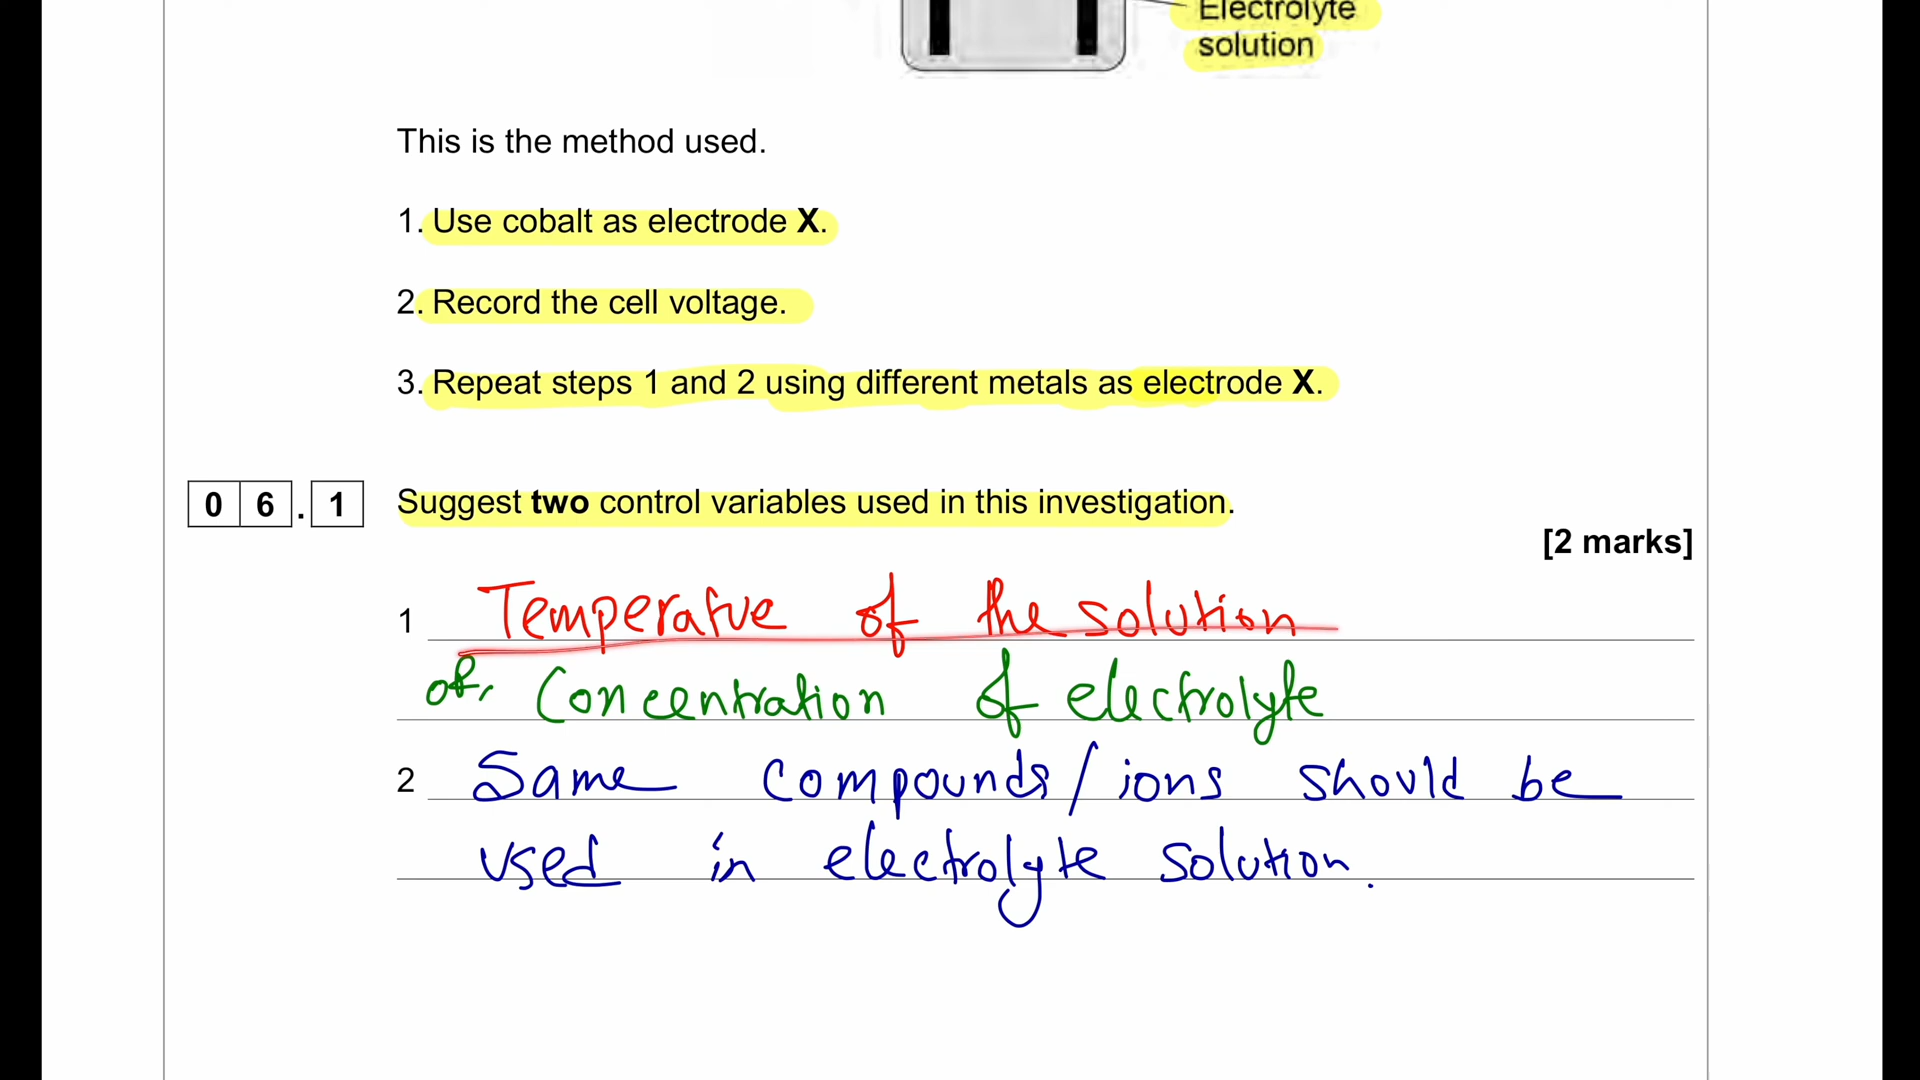 Electrolyte
solution
This is the method used.
1. Use cobalt as electrode X.
2. Record the cell voltage.
3. Repeat steps 1 and 2 using different metals as electrode X.
0 6 . 1 Suggest two control variables used in this investigation.
[2 marks]
1 Temperature of the solution
or, Concentration of electrolyte
2 Same compounds/ions should be
used in electrolyte solution.